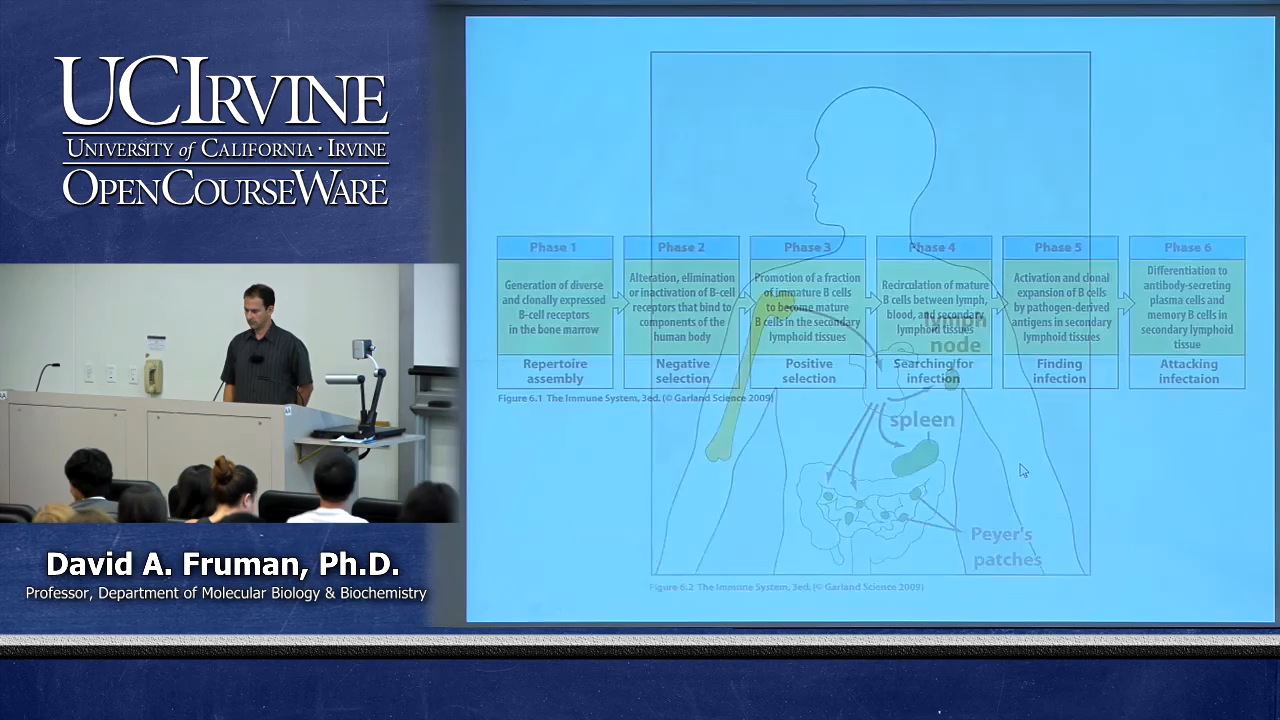 UCIRVINE
UNIVERSITY of CALIFORNIA · IRVINE
OPENCOURSEWARE
David A. Fruman, Ph.D.
Professor, Department of Molecular Biology & Biochemistry
Phase 1
Generation of diverse
and clonally expressed
B-cell receptors
in the bone marrow
Repertoire
assembly
Phase 2
Alteration, elimination
or inactivation of B-cell
receptors that bind to
components of the
human body
Negative
selection
Phase 3
Promotion of a fraction
of immature B cells
to become mature
B cells in the secondary
lymphoid tissues
Positive
selection
Phase 4
Recirculation of mature
B cells between lymph,
blood, and secondary
lymphoid tissues
Searching for
infection
Phase 5
Activation and clonal
expansion of B cells
by pathogen-derived
antigens in secondary
lymphoid tissues
Finding
infection
Phase 6
Differentiation to
antibody-secreting
plasma cells and
memory B cells in
secondary lymphoid
tissue
Attacking
infectaion
Figure 6.1 The Immune System, 3ed. (© Garland Science 2009)
lymph
node
spleen
Peyer's
patches
Figure 6.2 The Immune System, 3ed. (© Garland Science 2009)